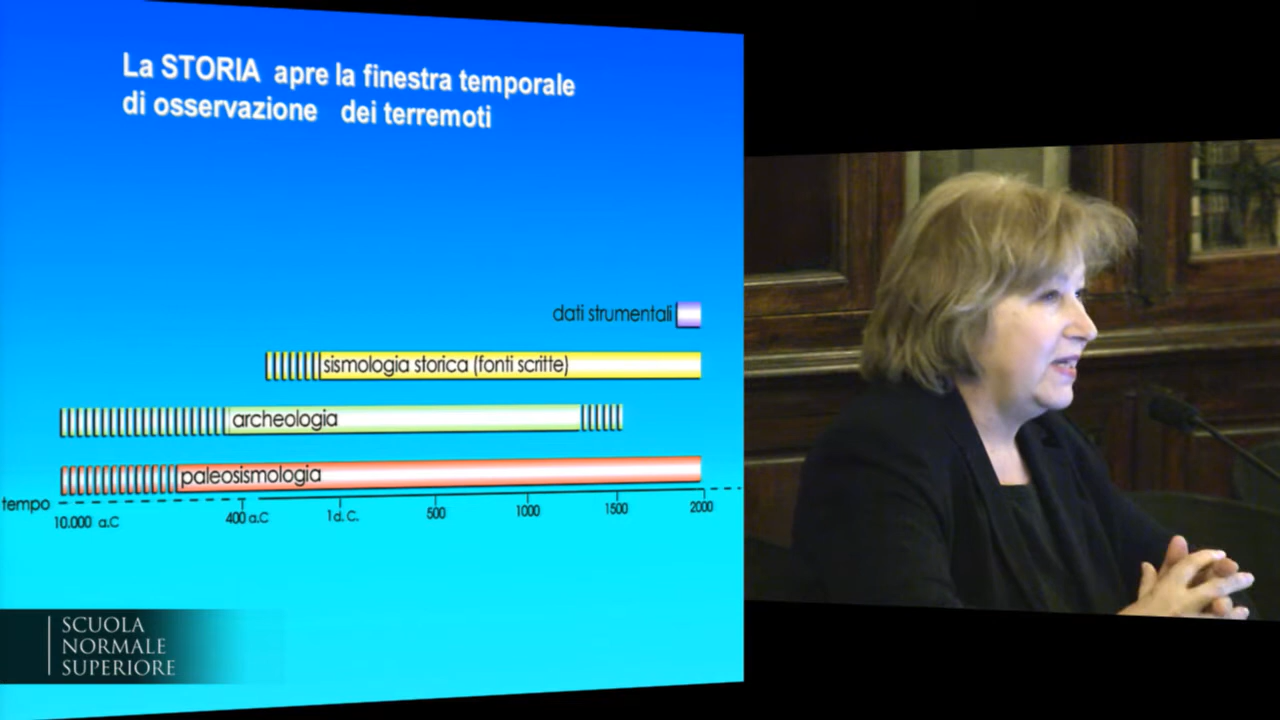 La STORIA apre la finestra temporale
di osservazione dei terremoti
dati strumentali
sismologia storica (fonti scritte)
archeologia
paleosismologia
tempo
10.000 a.C
400 a.C
1 d. C.
500
1000
1500
2000
SCUOLA
NORMALE
SUPERIORE